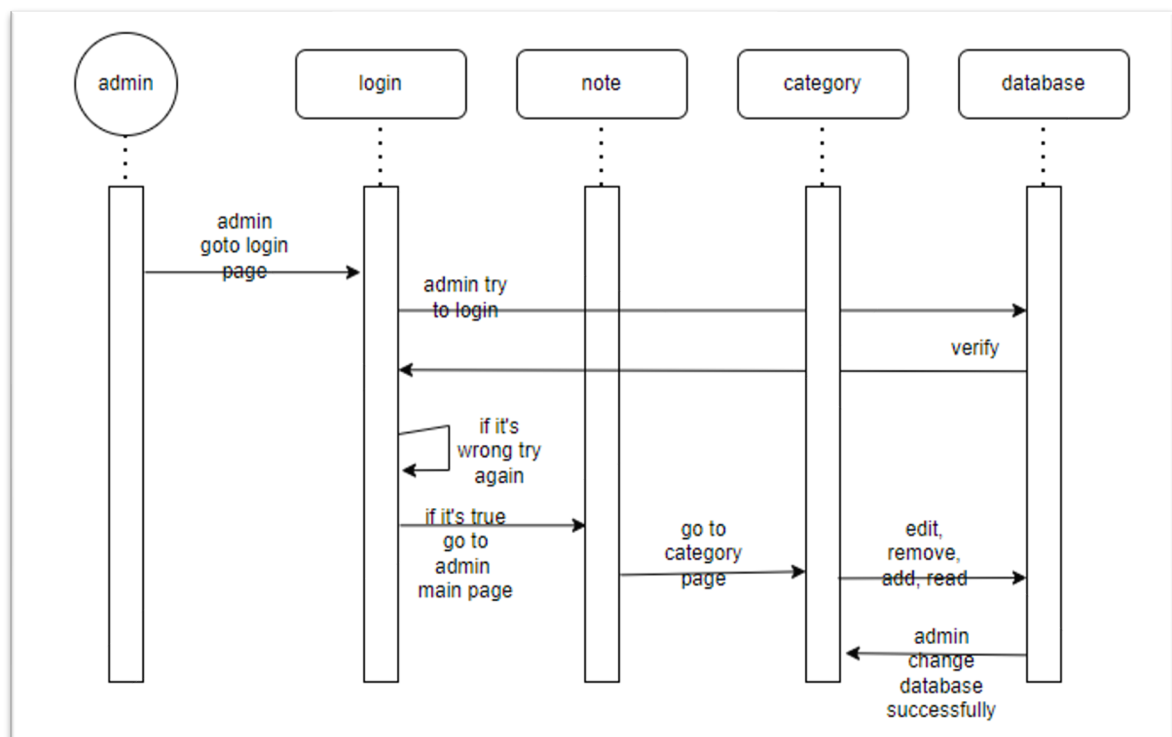 admin
login
note
category
database
admin
goto login
page
admin try
to login
verify
if it's
wrong try
again
if it's true
go to
admin
main page
go to
category
page
edit,
remove,
add, read
admin
change
database
successfully